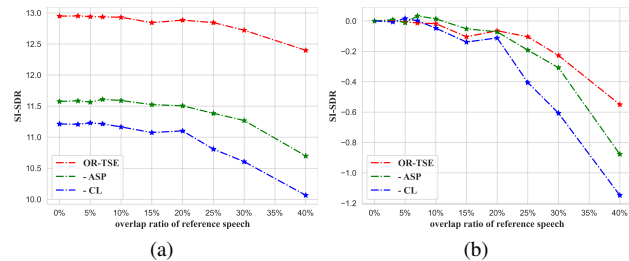 13.0
12.5
12.0
11.5
11.0
10.5
10.0
SI-SDR
OR-TSE
- ASP
- CL
0% 5% 10% 15% 20% 25% 30% 35% 40%
overlap ratio of reference speech
(a)
0.0
−0.2
−0.4
−0.6
−0.8
−1.0
−1.2
SI-SDR
OR-TSE
- ASP
- CL
0% 5% 10% 15% 20% 25% 30% 35% 40%
overlap ratio of reference speech
(b)